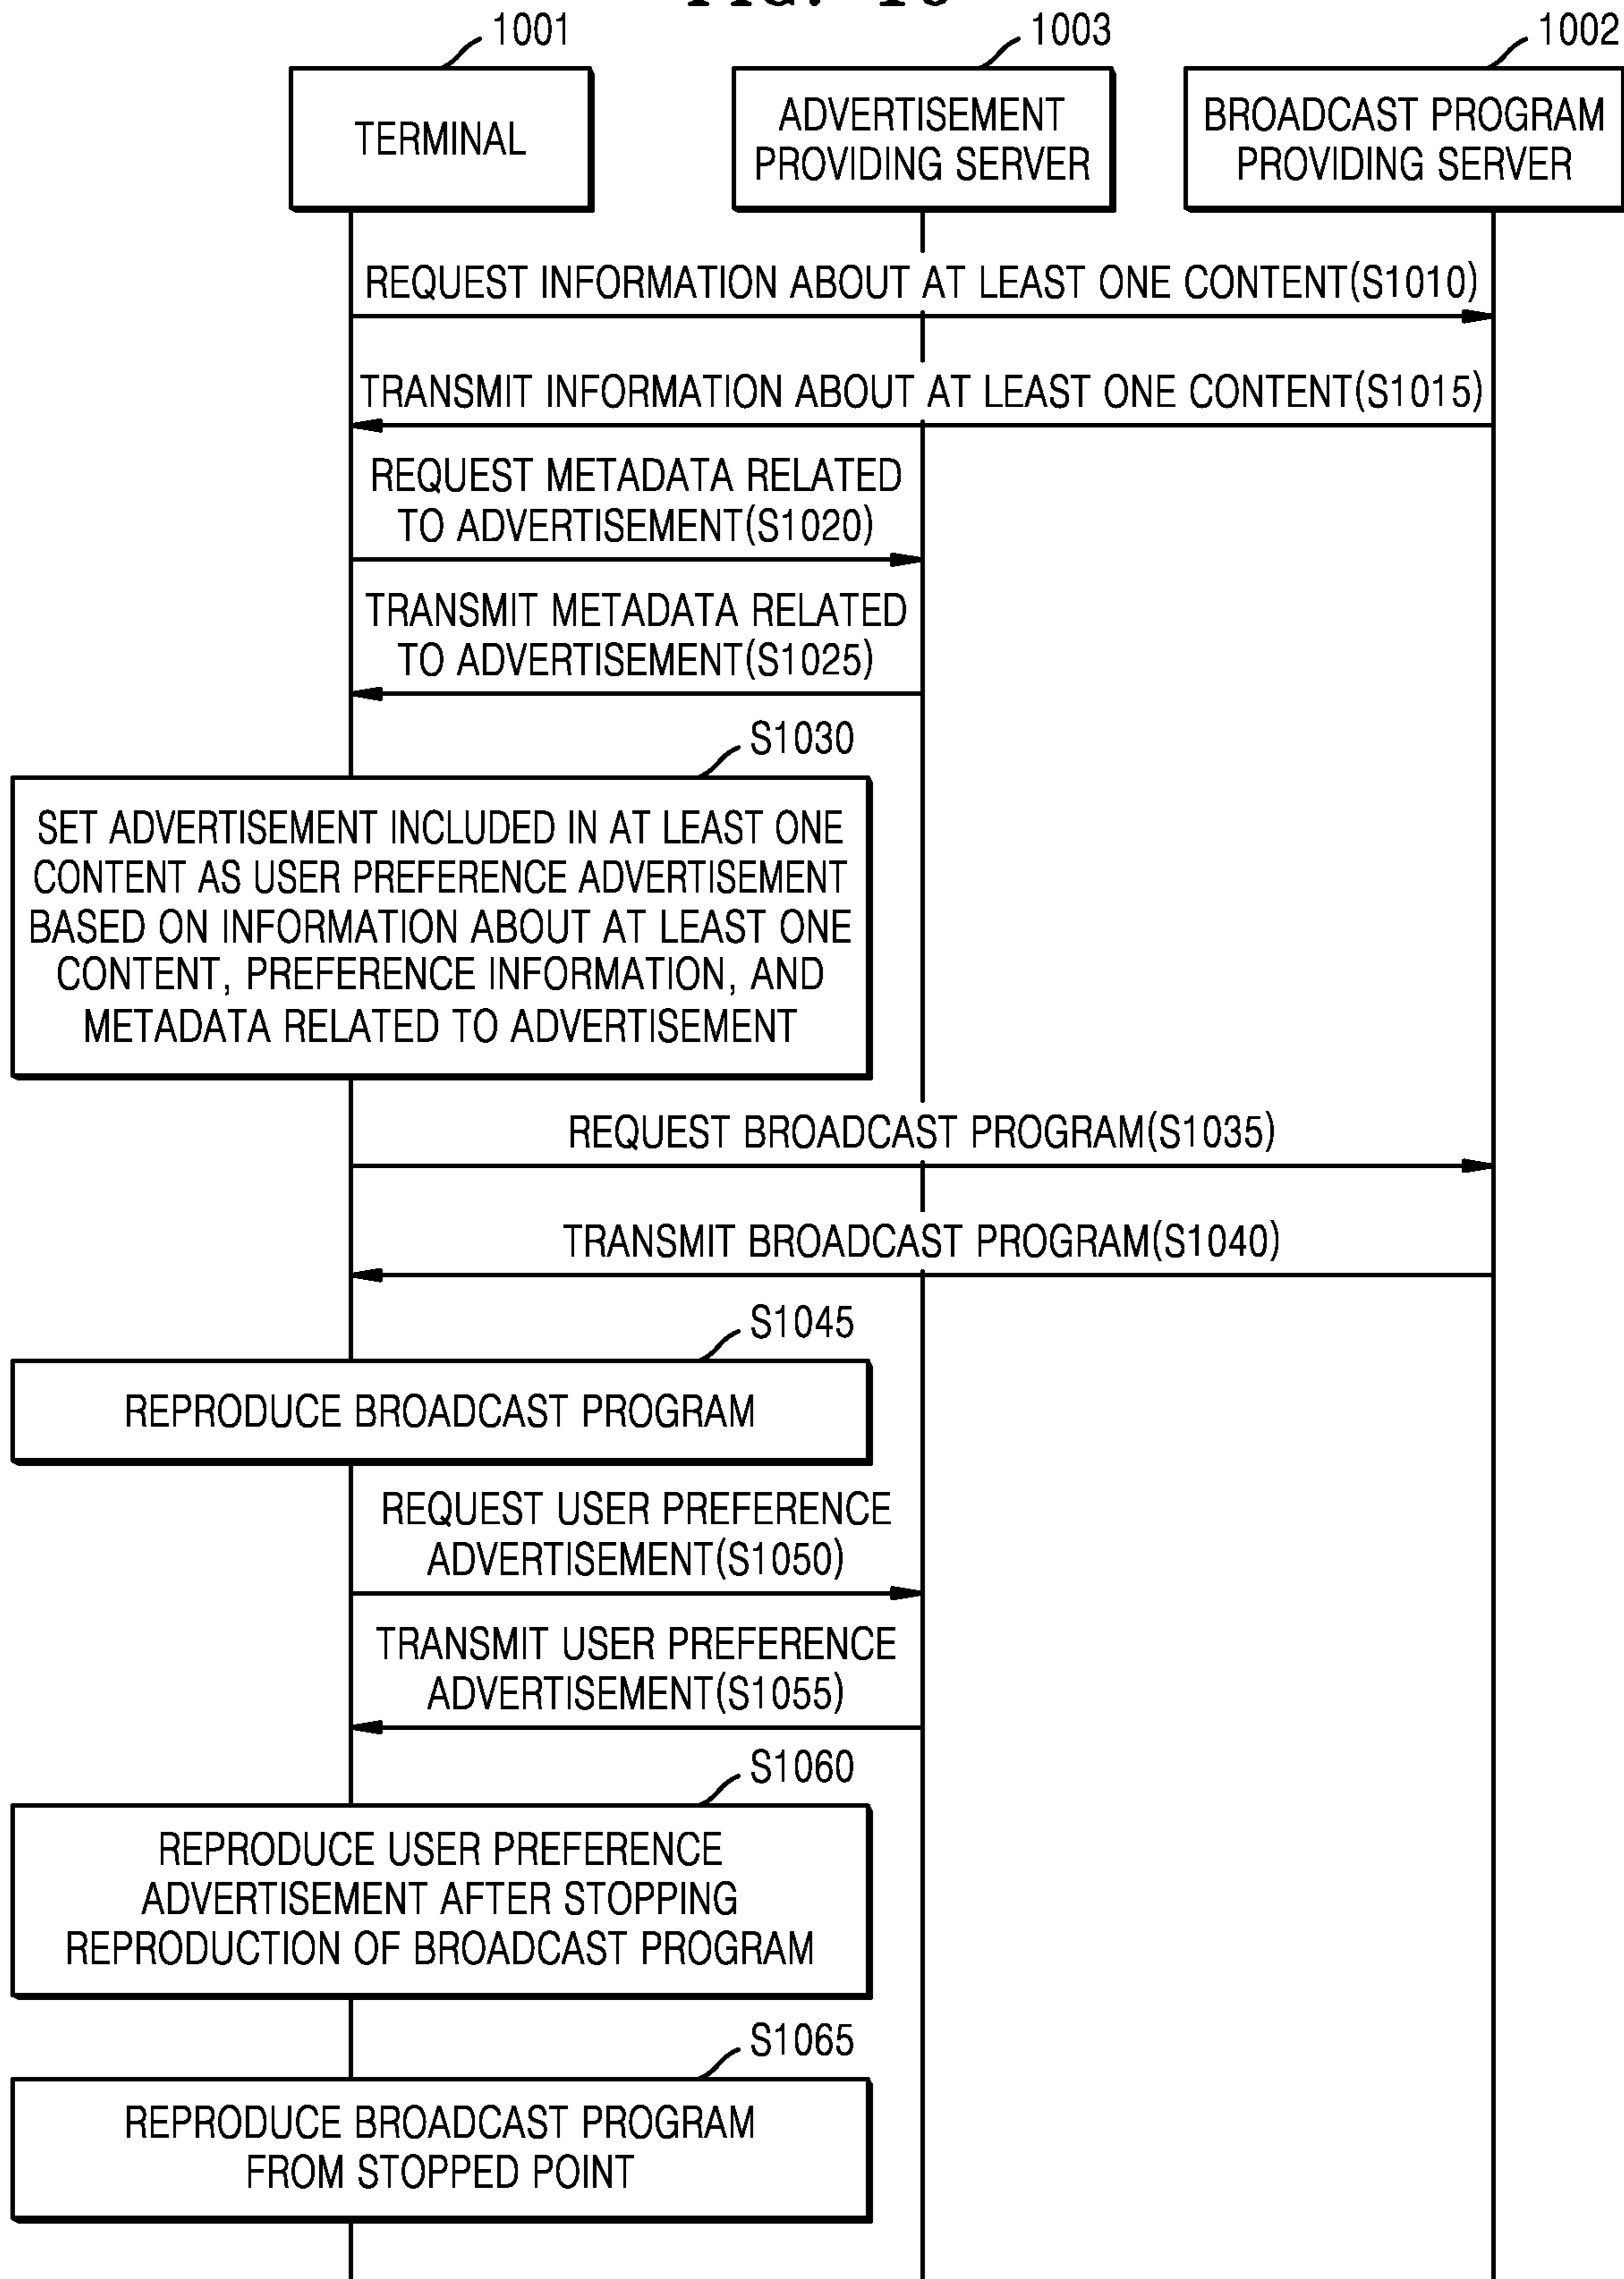 1001
1003
1002
TERMINAL
ADVERTISEMENT
PROVIDING SERVER
BROADCAST PROGRAM
PROVIDING SERVER
REQUEST INFORMATION ABOUT AT LEAST ONE CONTENT(S1010)
TRANSMIT INFORMATION ABOUT AT LEAST ONE CONTENT(S1015)
REQUEST METADATA RELATED
TO ADVERTISEMENT(S1020)
TRANSMIT METADATA RELATED
TO ADVERTISEMENT(S1025)
S1030
SET ADVERTISEMENT INCLUDED IN AT LEAST ONE
CONTENT AS USER PREFERENCE ADVERTISEMENT
BASED ON INFORMATION ABOUT AT LEAST ONE
CONTENT, PREFERENCE INFORMATION, AND
METADATA RELATED TO ADVERTISEMENT
REQUEST BROADCAST PROGRAM(S1035)
TRANSMIT BROADCAST PROGRAM(S1040)
S1045
REPRODUCE BROADCAST PROGRAM
REQUEST USER PREFERENCE
ADVERTISEMENT(S1050)
TRANSMIT USER PREFERENCE
ADVERTISEMENT(S1055)
S1060
REPRODUCE USER PREFERENCE
ADVERTISEMENT AFTER STOPPING
REPRODUCTION OF BROADCAST PROGRAM
S1065
REPRODUCE BROADCAST PROGRAM
FROM STOPPED POINT